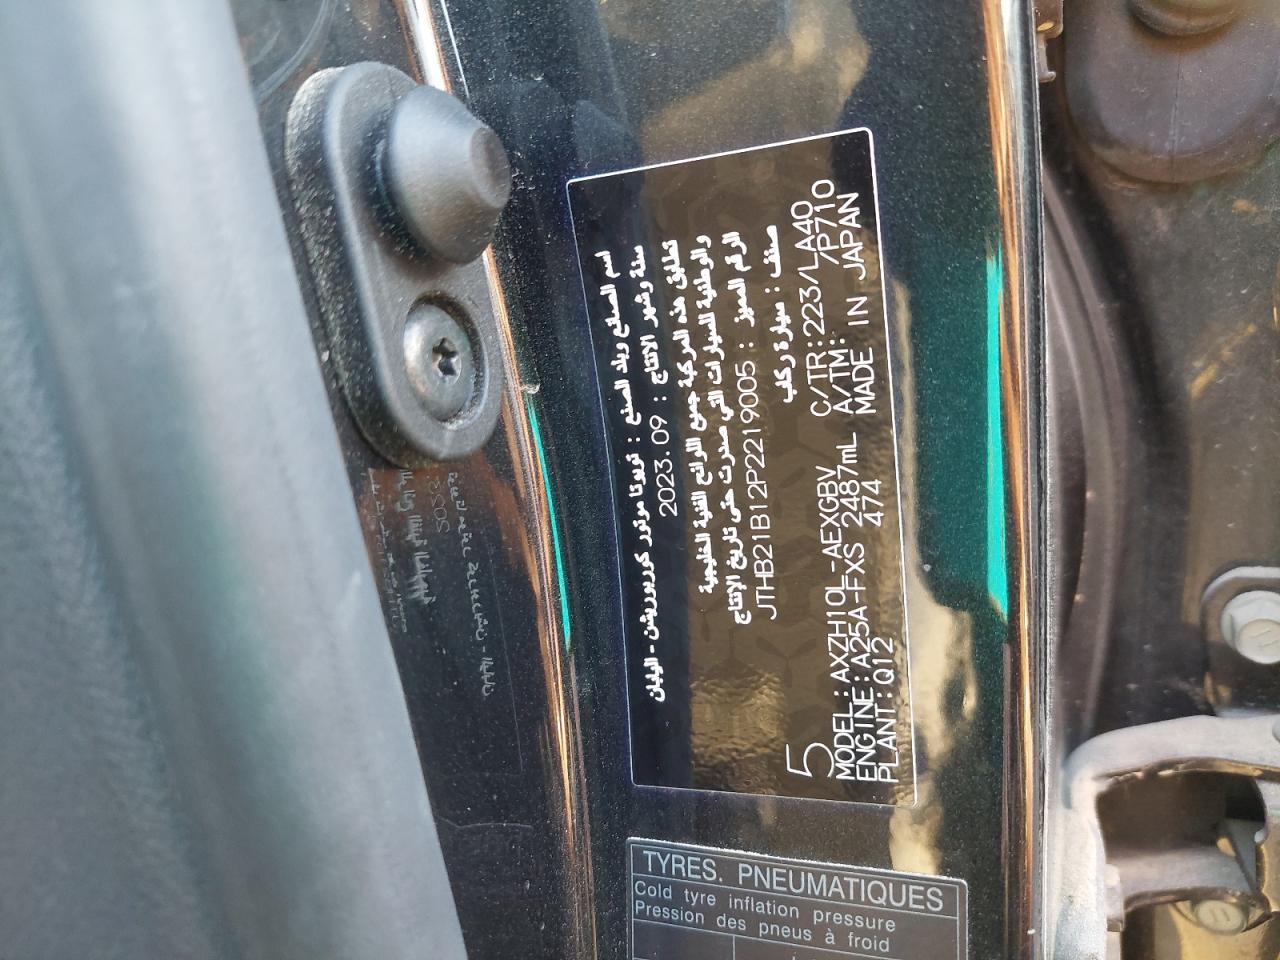 اسم الصانع وبلد الصنع : تويوتا موتور كوربوريشن - اليابان
سنة وشهر الانتاج : 2023.09
تطابق هذه المركبة جميع اللوائح الفنية الخليجية
والوطنية للسيارات التي صدرت حتى تاريخ الإنتاج
الرقم المميز : JTHB21B12P2219005
صنف : سيارة ركاب
5
MODEL:AXZH10L-AEXGBV C/TR:223/LA40
ENGINE:A25A-FXS 2487mL A/TM: /P710
PLANT:Q12 474 MADE IN JAPAN
TYRES. PNEUMATIQUES
Cold tyre inflation pressure
Pression des pneus à froid